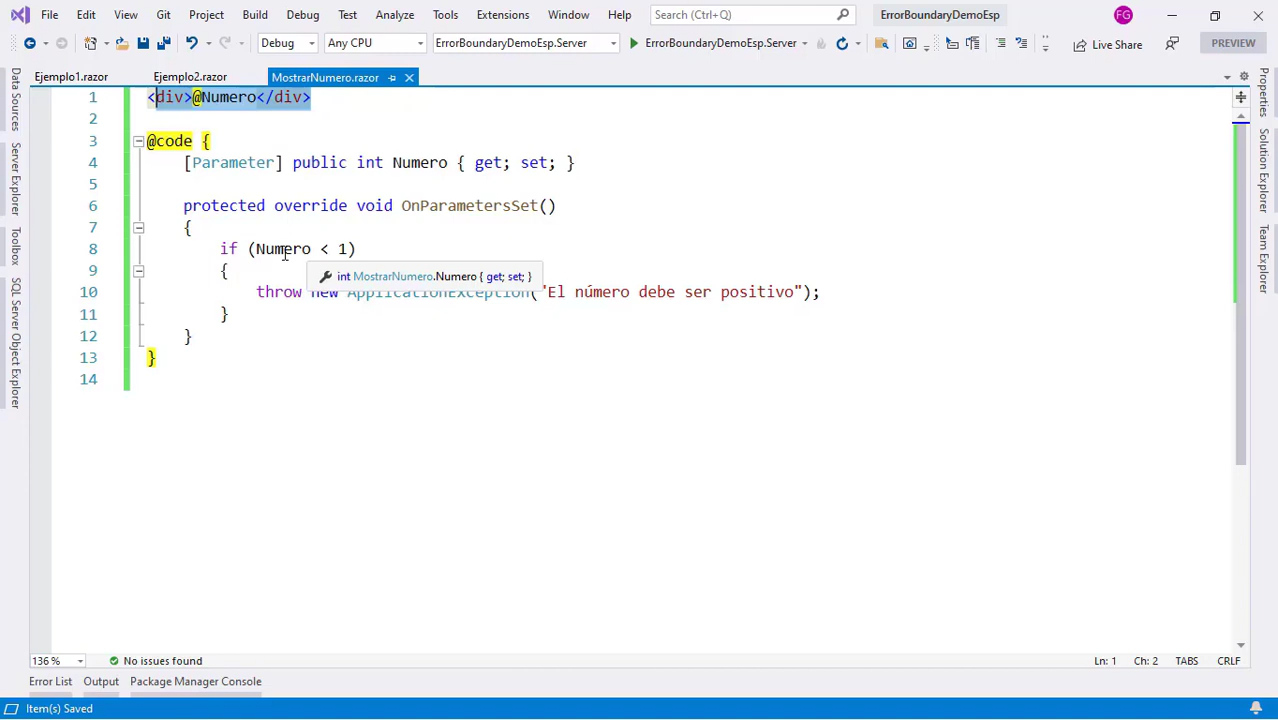 File Edit View Git Project Build Debug Test Analyze Tools Extensions Window Help Search (Ctrl+Q) ErrorBoundaryDemoEsp FG
Debug Any CPU ErrorBoundaryDemoEsp.Server ErrorBoundaryDemoEsp.Server Live Share PREVIEW
Ejemplo1.razor Ejemplo2.razor MostrarNumero.razor
Data Sources
Server Explorer
Toolbox
SQL Server Object Explorer
1 <div>@Numero</div>
2
3 @code {
4 [Parameter] public int Numero { get; set; }
5
6 protected override void OnParametersSet()
7 {
8 if (Numero < 1)
9 {
int MostrarNumero.Numero { get; set; }
10 throw new ApplicationException("El número debe ser positivo");
11 }
12 }
13 }
14
Properties
Solution Explorer
Team Explorer
136 % No issues found Ln: 1 Ch: 2 TABS CRLF
Error List Output Package Manager Console
Item(s) Saved